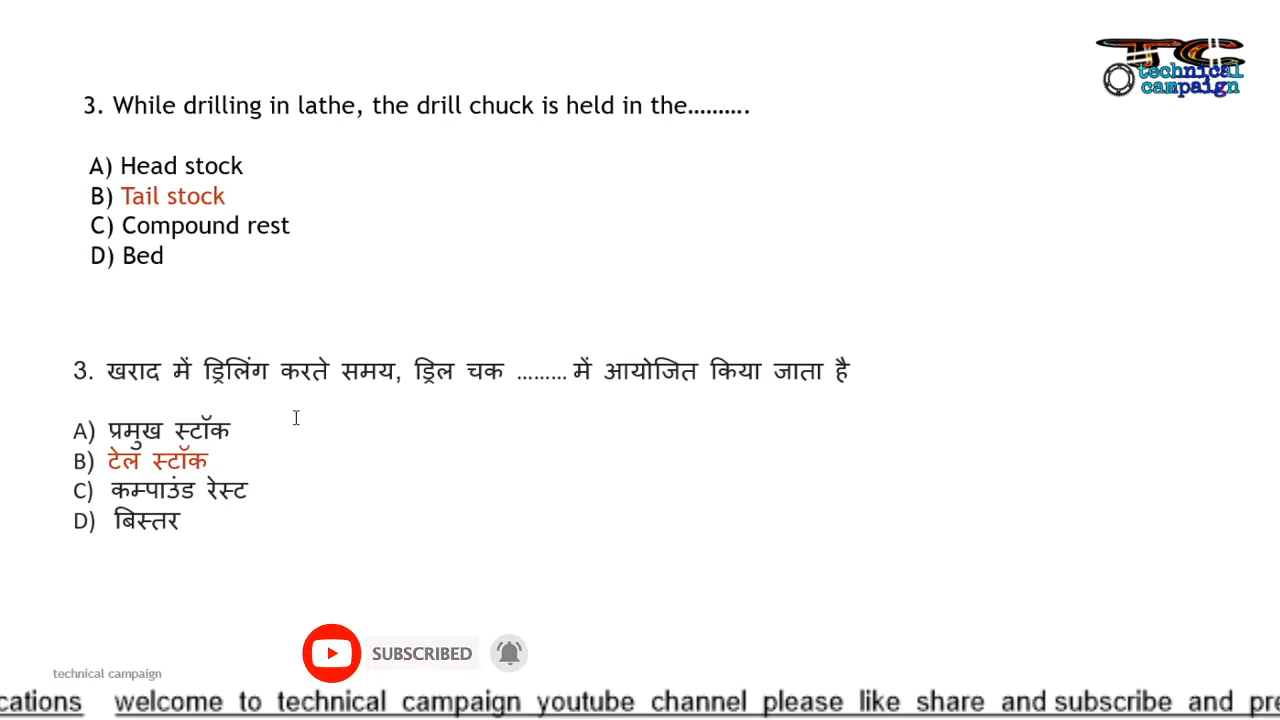 TC
technical
campaign
3. While drilling in lathe, the drill chuck is held in the..........
A) Head stock
B) Tail stock
C) Compound rest
D) Bed
3. खराद में ड्रिलिंग करते समय, ड्रिल चक ......... में आयोजित किया जाता है
A) प्रमुख स्टॉक
B) टेल स्टॉक
C) कम्पाउंड रेस्ट
D) बिस्तर
SUBSCRIBED
technical campaign
cations welcome to technical campaign youtube channel please like share and subscribe and pre